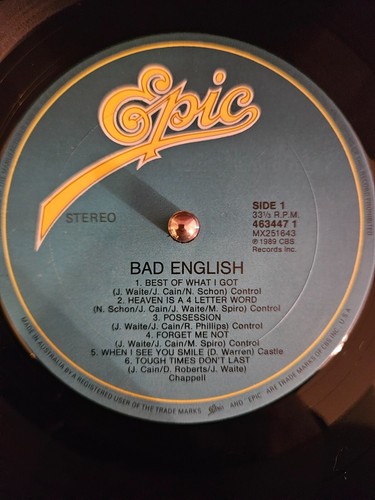 Epic
STEREO
SIDE 1
33⅓ R.P.M.
463447 1
MX251643
℗ 1989 CBS
Records Inc.
BAD ENGLISH
1. BEST OF WHAT I GOT
(J. Waite/J. Cain/N. Schon) Control
2. HEAVEN IS A 4 LETTER WORD
(N. Schon/J. Cain/J. Waite/M. Spiro) Control
3. POSSESSION
(J. Waite/J. Cain/R. Phillips) Control
4. FORGET ME NOT
(J. Waite/J. Cain/M. Spiro) Control
5. WHEN I SEE YOU SMILE (D. Warren) Castle
6. TOUGH TIMES DON'T LAST
(J. Cain/D. Roberts/J. Waite)
Chappell
MADE IN AUSTRALIA BY A REGISTERED USER OF THE TRADE MARKS Epic AND "EPIC" ARE TRADE MARKS OF CBS INC. U.S.A.
PROHIBITED